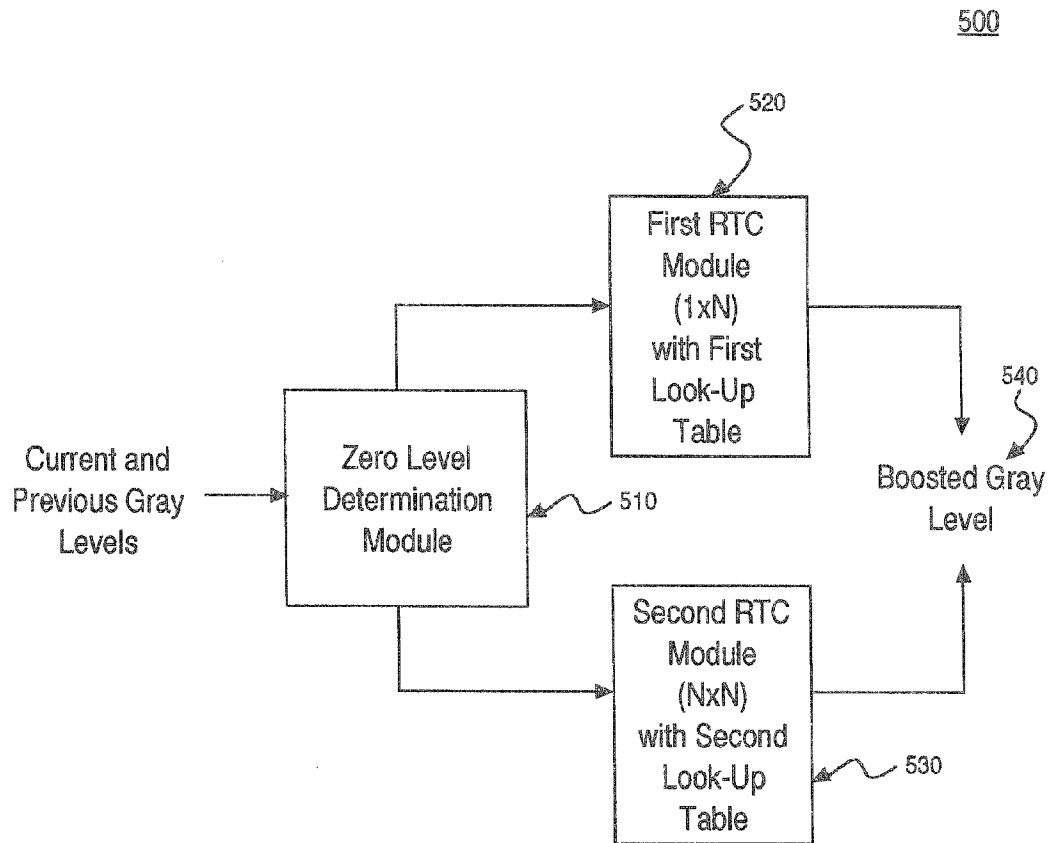 500
520
First RTC
Module
(1xN)
with First
Look-Up
Table
540
Current and
Previous Gray
Levels
Zero Level
Determination
Module
510
Boosted Gray
Level
Second RTC
Module
(NxN)
with Second
Look-Up
Table
530